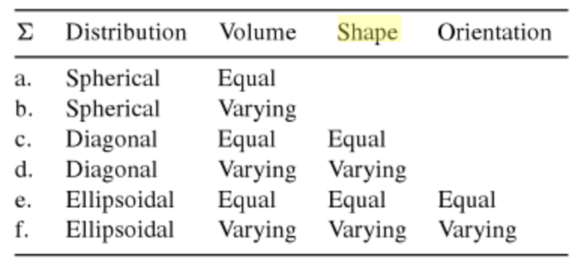 Σ Distribution Volume Shape Orientation
a. Spherical Equal
b. Spherical Varying
c. Diagonal Equal Equal
d. Diagonal Varying Varying
e. Ellipsoidal Equal Equal Equal
f. Ellipsoidal Varying Varying Varying